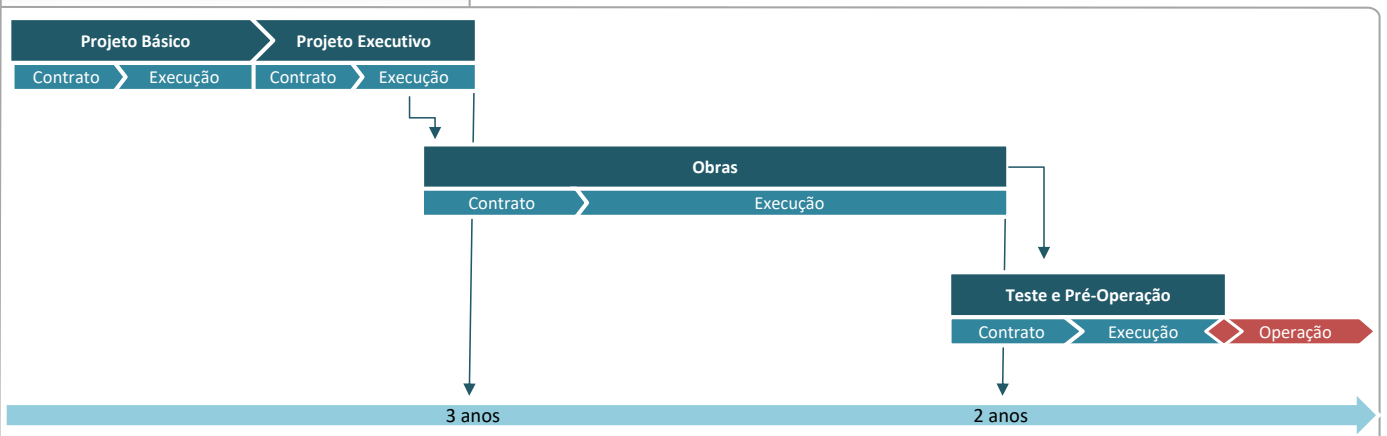 Projeto Básico
Projeto Executivo
Contrato
Execução
Contrato
Execução
Obras
Contrato
Execução
Teste e Pré-Operação
Contrato
Execução
Operação
3 anos
2 anos